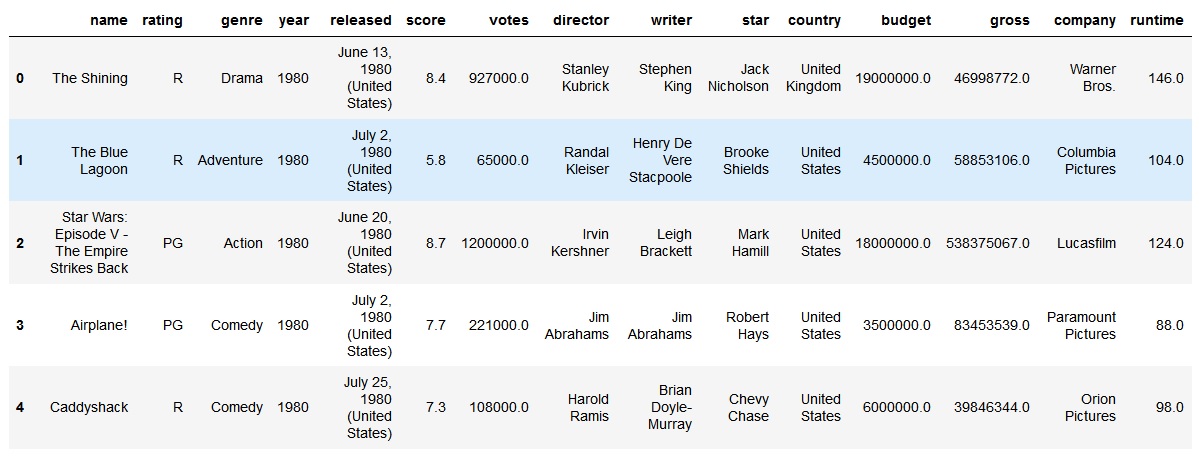 name rating genre year released score votes director writer star country budget gross company runtime
0 The Shining R Drama 1980 June 13, 1980 (United States) 8.4 927000.0 Stanley Kubrick Stephen King Jack Nicholson United Kingdom 19000000.0 46998772.0 Warner Bros. 146.0
1 The Blue Lagoon R Adventure 1980 July 2, 1980 (United States) 5.8 65000.0 Randal Kleiser Henry De Vere Stacpoole Brooke Shields United States 4500000.0 58853106.0 Columbia Pictures 104.0
2 Star Wars: Episode V - The Empire Strikes Back PG Action 1980 June 20, 1980 (United States) 8.7 1200000.0 Irvin Kershner Leigh Brackett Mark Hamill United States 18000000.0 538375067.0 Lucasfilm 124.0
3 Airplane! PG Comedy 1980 July 2, 1980 (United States) 7.7 221000.0 Jim Abrahams Jim Abrahams Robert Hays United States 3500000.0 83453539.0 Paramount Pictures 88.0
4 Caddyshack R Comedy 1980 July 25, 1980 (United States) 7.3 108000.0 Harold Ramis Brian Doyle-Murray Chevy Chase United States 6000000.0 39846344.0 Orion Pictures 98.0